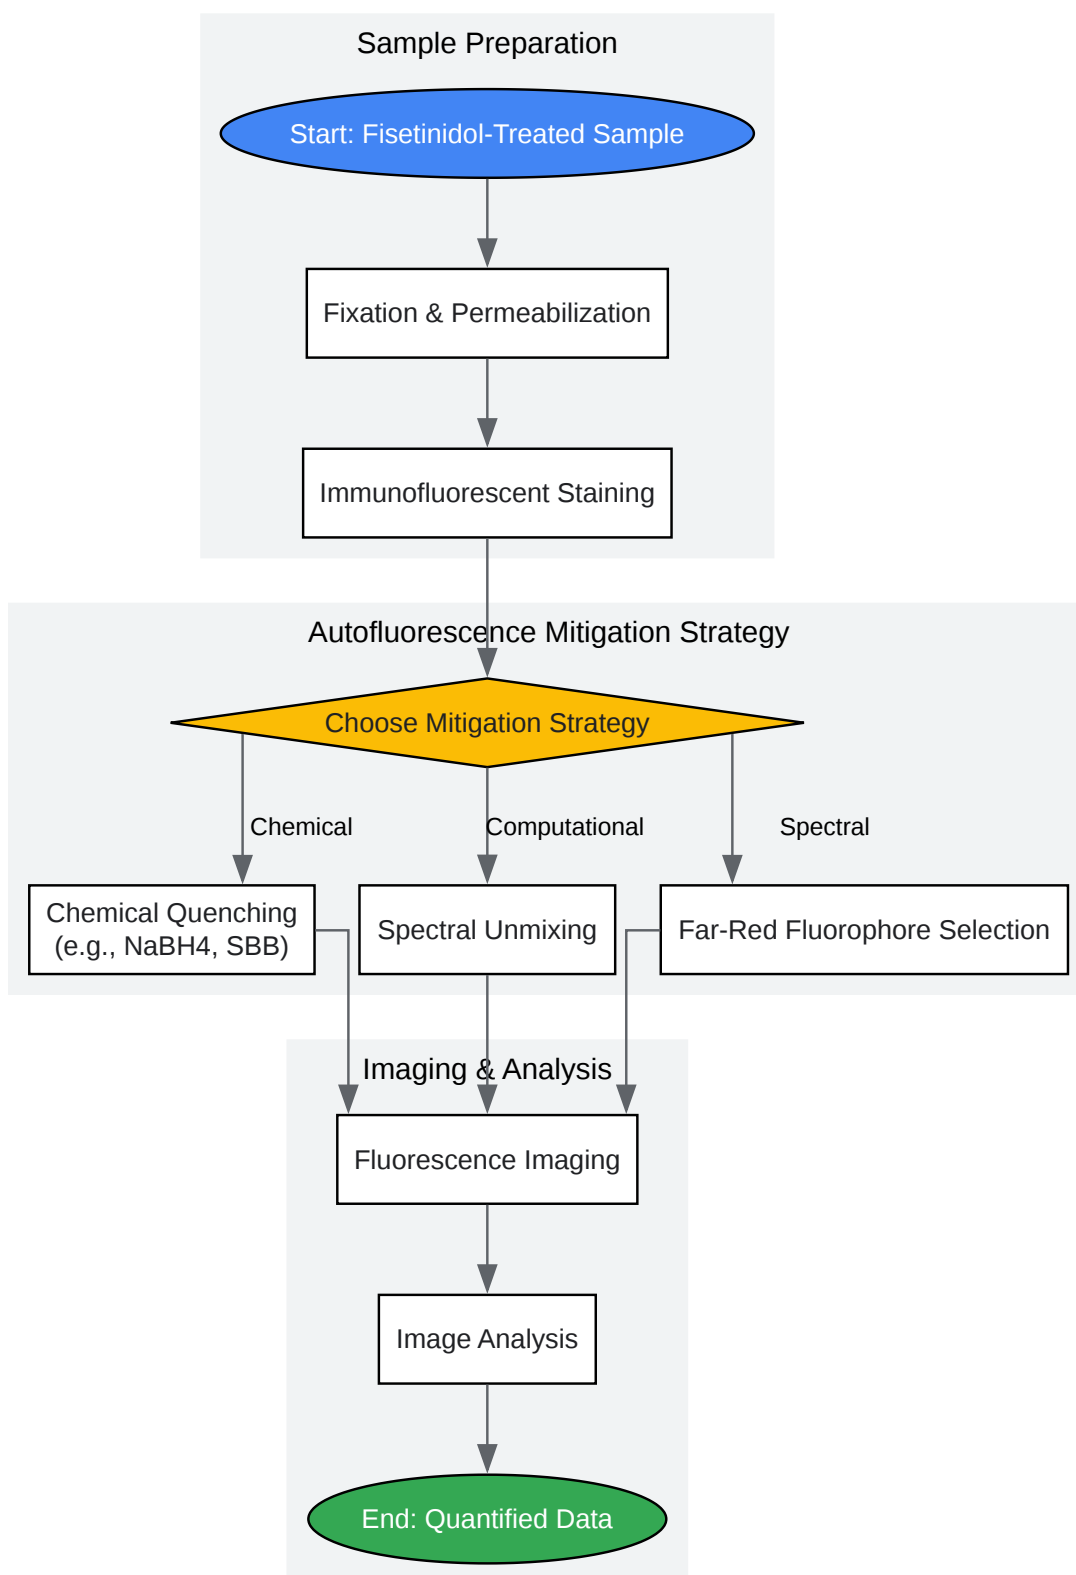 Sample Preparation
Start: Fisetinidol-Treated Sample
Fixation & Permeabilization
Immunofluorescent Staining
Autofluorescence Mitigation Strategy
Choose Mitigation Strategy
Chemical
Computational
Spectral
Chemical Quenching
(e.g., NaBH4, SBB)
Spectral Unmixing
Far-Red Fluorophore Selection
Imaging & Analysis
Fluorescence Imaging
Image Analysis
End: Quantified Data